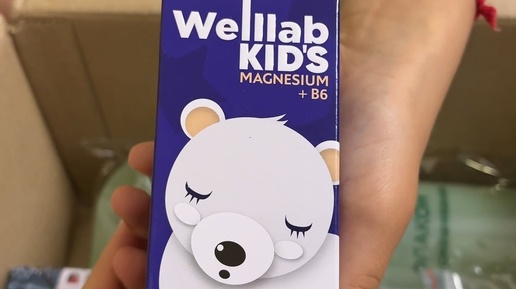 Welllab
KID'S
MAGNESIUM
+ B6